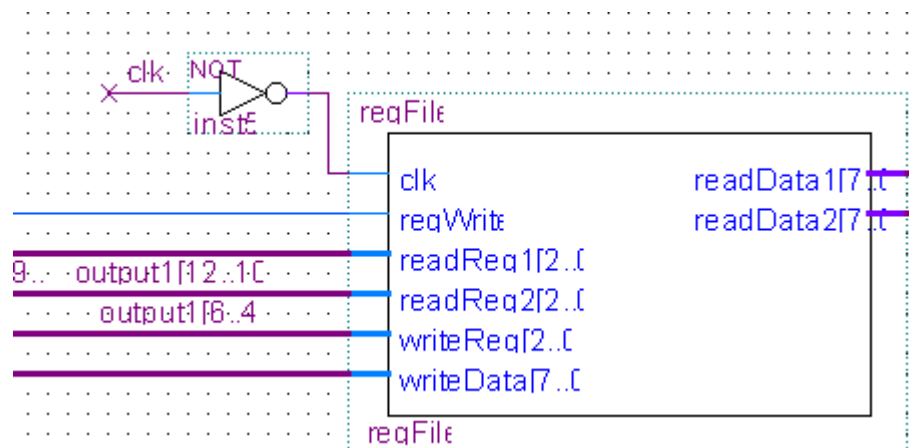 clk
NOT
inst5
regFile
clk
readData1[7..0
regWrite
readData2[7..0
readReg1[2..0
9..
output1[12..10
readReg2[2..0
output1[6..4
writeReg[2..0
writeData[7..0
regFile